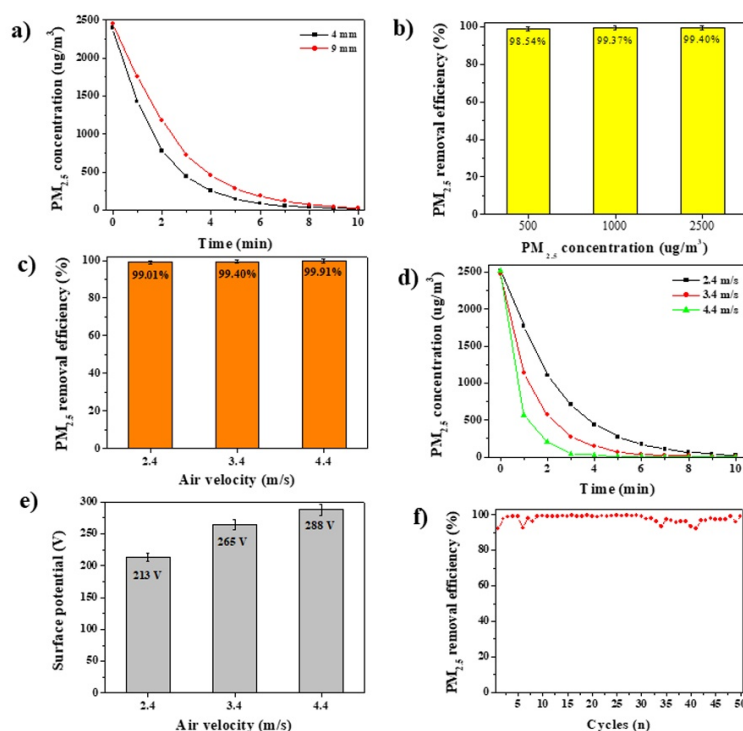 a)
PM2.5 concentration (ug/m3)
2500
2000
1500
1000
500
0
0 2 4 6 8 10
Time (min)
4 mm
9 mm
b)
PM2.5 removal efficiency (%)
100
80
60
40
20
0
98.54% 99.37% 99.40%
500 1000 2500
PM2.5 concentration (ug/m3)
c)
PM2.5 removal efficiency (%)
100
80
60
40
20
0
99.01% 99.40% 99.91%
2.4 3.4 4.4
Air velocity (m/s)
d)
PM2.5 concentration (ug/m3)
2500
2000
1500
1000
500
0
0 2 4 6 8 10
Time (min)
2.4 m/s
3.4 m/s
4.4 m/s
e)
Surface potential (V)
300
250
200
150
100
50
0
213 V 265 V 288 V
2.4 3.4 4.4
Air velocity (m/s)
f)
PM2.5 removal efficiency (%)
100
80
60
40
20
0
5 10 15 20 25 30 35 40 45 50
Cycles (n)